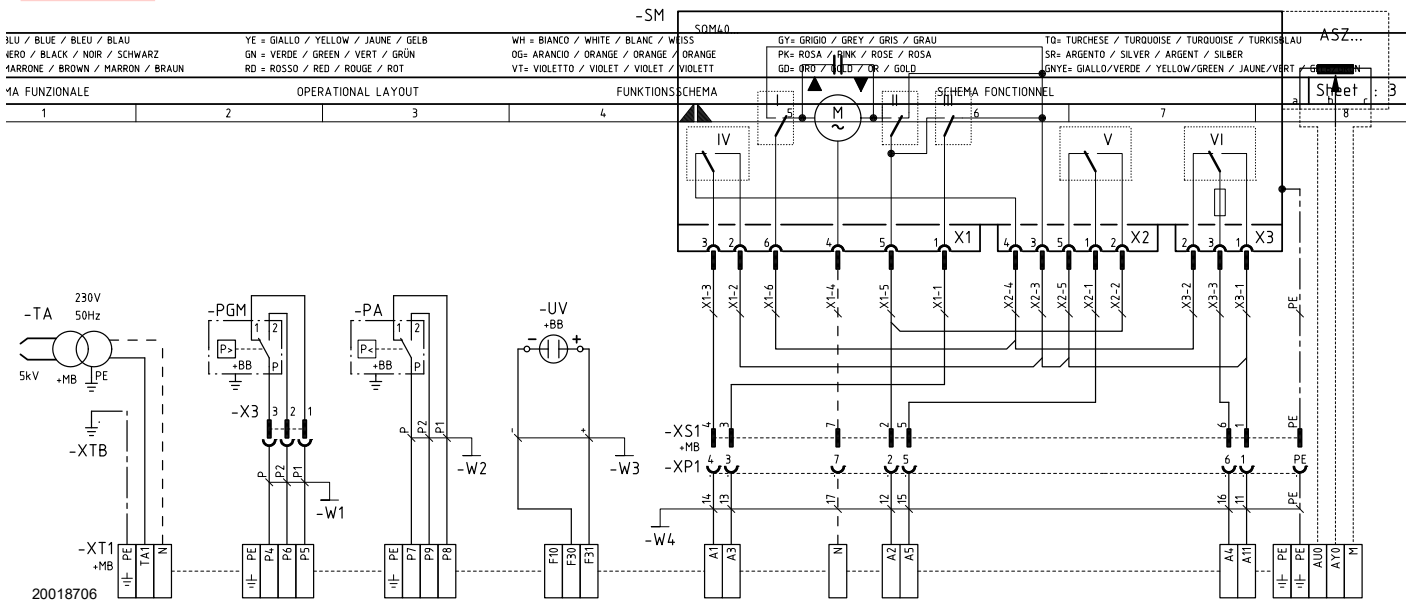 -SM
SQM40
BLU / BLUE / BLEU / BLAU YE = GIALLO / YELLOW / JAUNE / GELB WH = BIANCO / WHITE / BLANC / WEISS GY= GRIGIO / GREY / GRIS / GRAU TQ= TURCHESE / TURQUOISE / TURQUOISE / TURKISBLAU
ASZ...
NERO / BLACK / NOIR / SCHWARZ GN = VERDE / GREEN / VERT / GRÜN OG= ARANCIO / ORANGE / ORANGE / ORANGE PK= ROSA / PINK / ROSE / ROSA SR= ARGENTO / SILVER / ARGENT / SILBER
MARRONE / BROWN / MARRON / BRAUN RD = ROSSO / RED / ROUGE / ROT VT= VIOLETTO / VIOLET / VIOLET / VIOLETT GD= ORO / GOLD / OR / GOLD GNYE= GIALLO/VERDE / YELLOW/GREEN / JAUNE/VERT /
MA FUNZIONALE OPERATIONAL LAYOUT FUNKTIONSSCHEMA SCHEMA FONCTIONNEL Sheet : 3
a b c
1 2 3 4 5 6 7 8
I M ~ II III
IV V VI
3 2 6 4 5 1 X1 4 3 5 1 2 X2 2 3 1 X3
X1-3 X1-2 X1-6 X1-4 X1-5 X1-1 X2-4 X2-3 X2-5 X2-1 X2-2 X3-2 X3-3 X3-1 PE
-TA 230V 50Hz
5kV +MB PE
-XTB
-PGM
1 2
P> P
+BB
-X3 3 2 1
P P2 P1
-W1
-PA
1 2
P< P
+BB
P P2 P1
-W2
-UV
+BB
- +
- +
-W3
-XS1 4 3 7 2 5 6 1 PE
+MB
-XP1 4 3 7 2 5 6 1 PE
14 13 17 12 15 16 11 PE
-W4
-XT1
+MB
PE TA1 N PE P4 P6 P5 PE P7 P9 P8 F10 F30 F31 A1 A3 N A2 A5 A4 A11 PE PE AU0 AY0 M
20018706